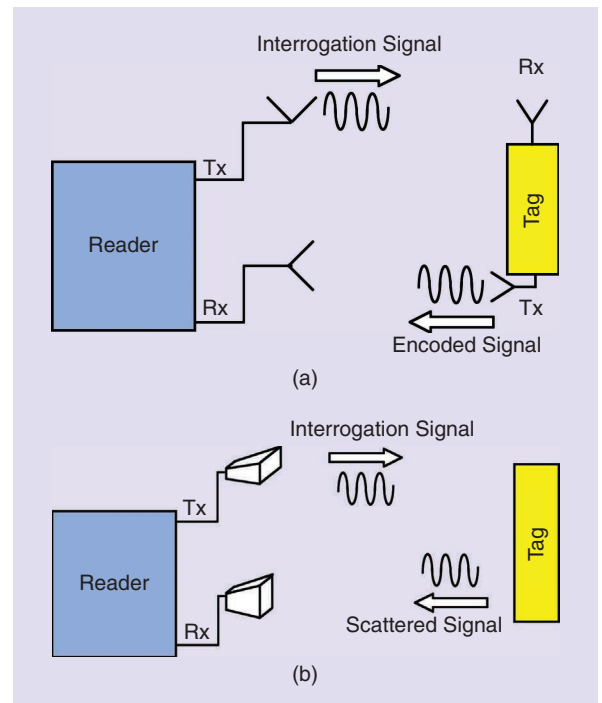 Interrogation Signal
Rx
Tx
Reader
Tag
Rx
Tx
Encoded Signal
(a)
Interrogation Signal
Tx
Reader
Tag
Rx
Scattered Signal
(b)